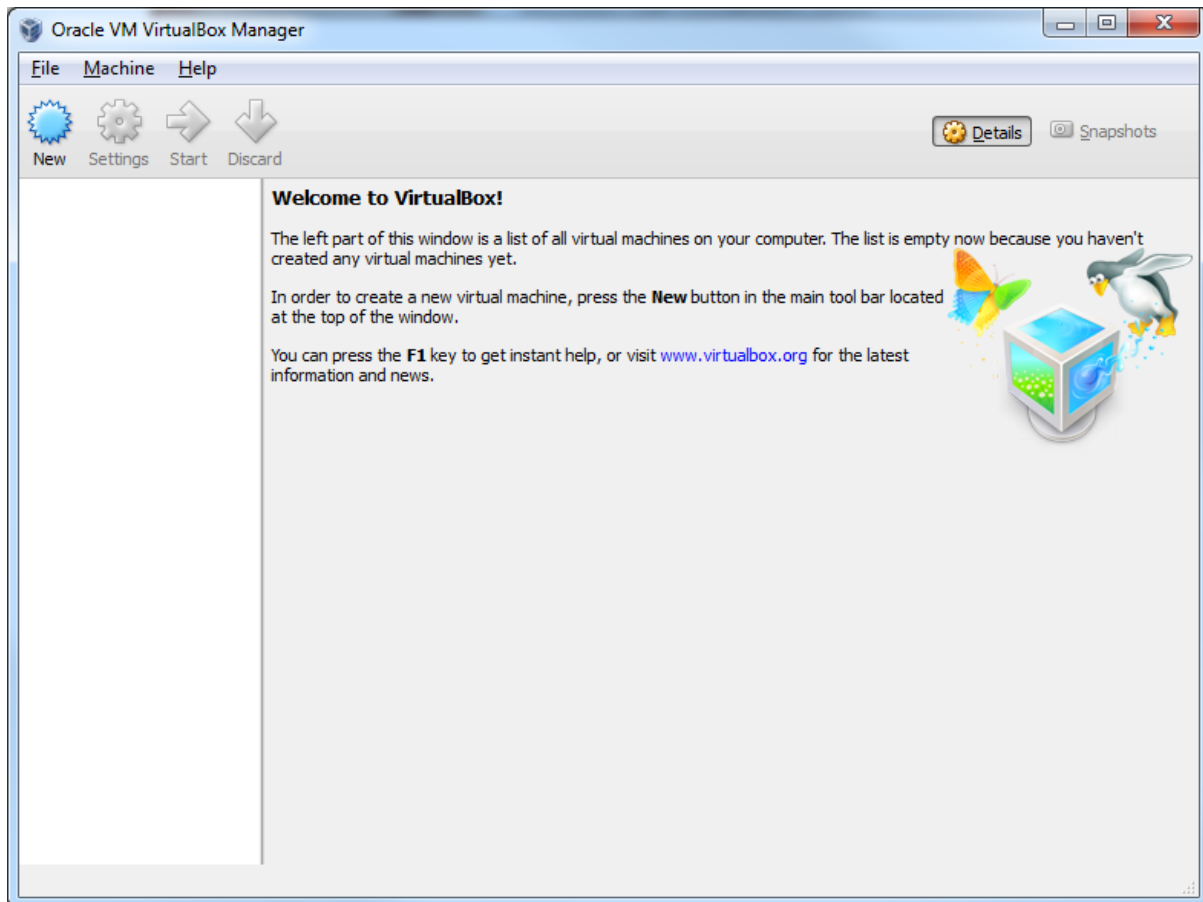 Oracle VM VirtualBox Manager
File Machine Help
New Settings Start Discard Details Snapshots
Welcome to VirtualBox!
The left part of this window is a list of all virtual machines on your computer. The list is empty now because you haven't
created any virtual machines yet.
In order to create a new virtual machine, press the New button in the main tool bar located
at the top of the window.
You can press the F1 key to get instant help, or visit www.virtualbox.org for the latest
information and news.